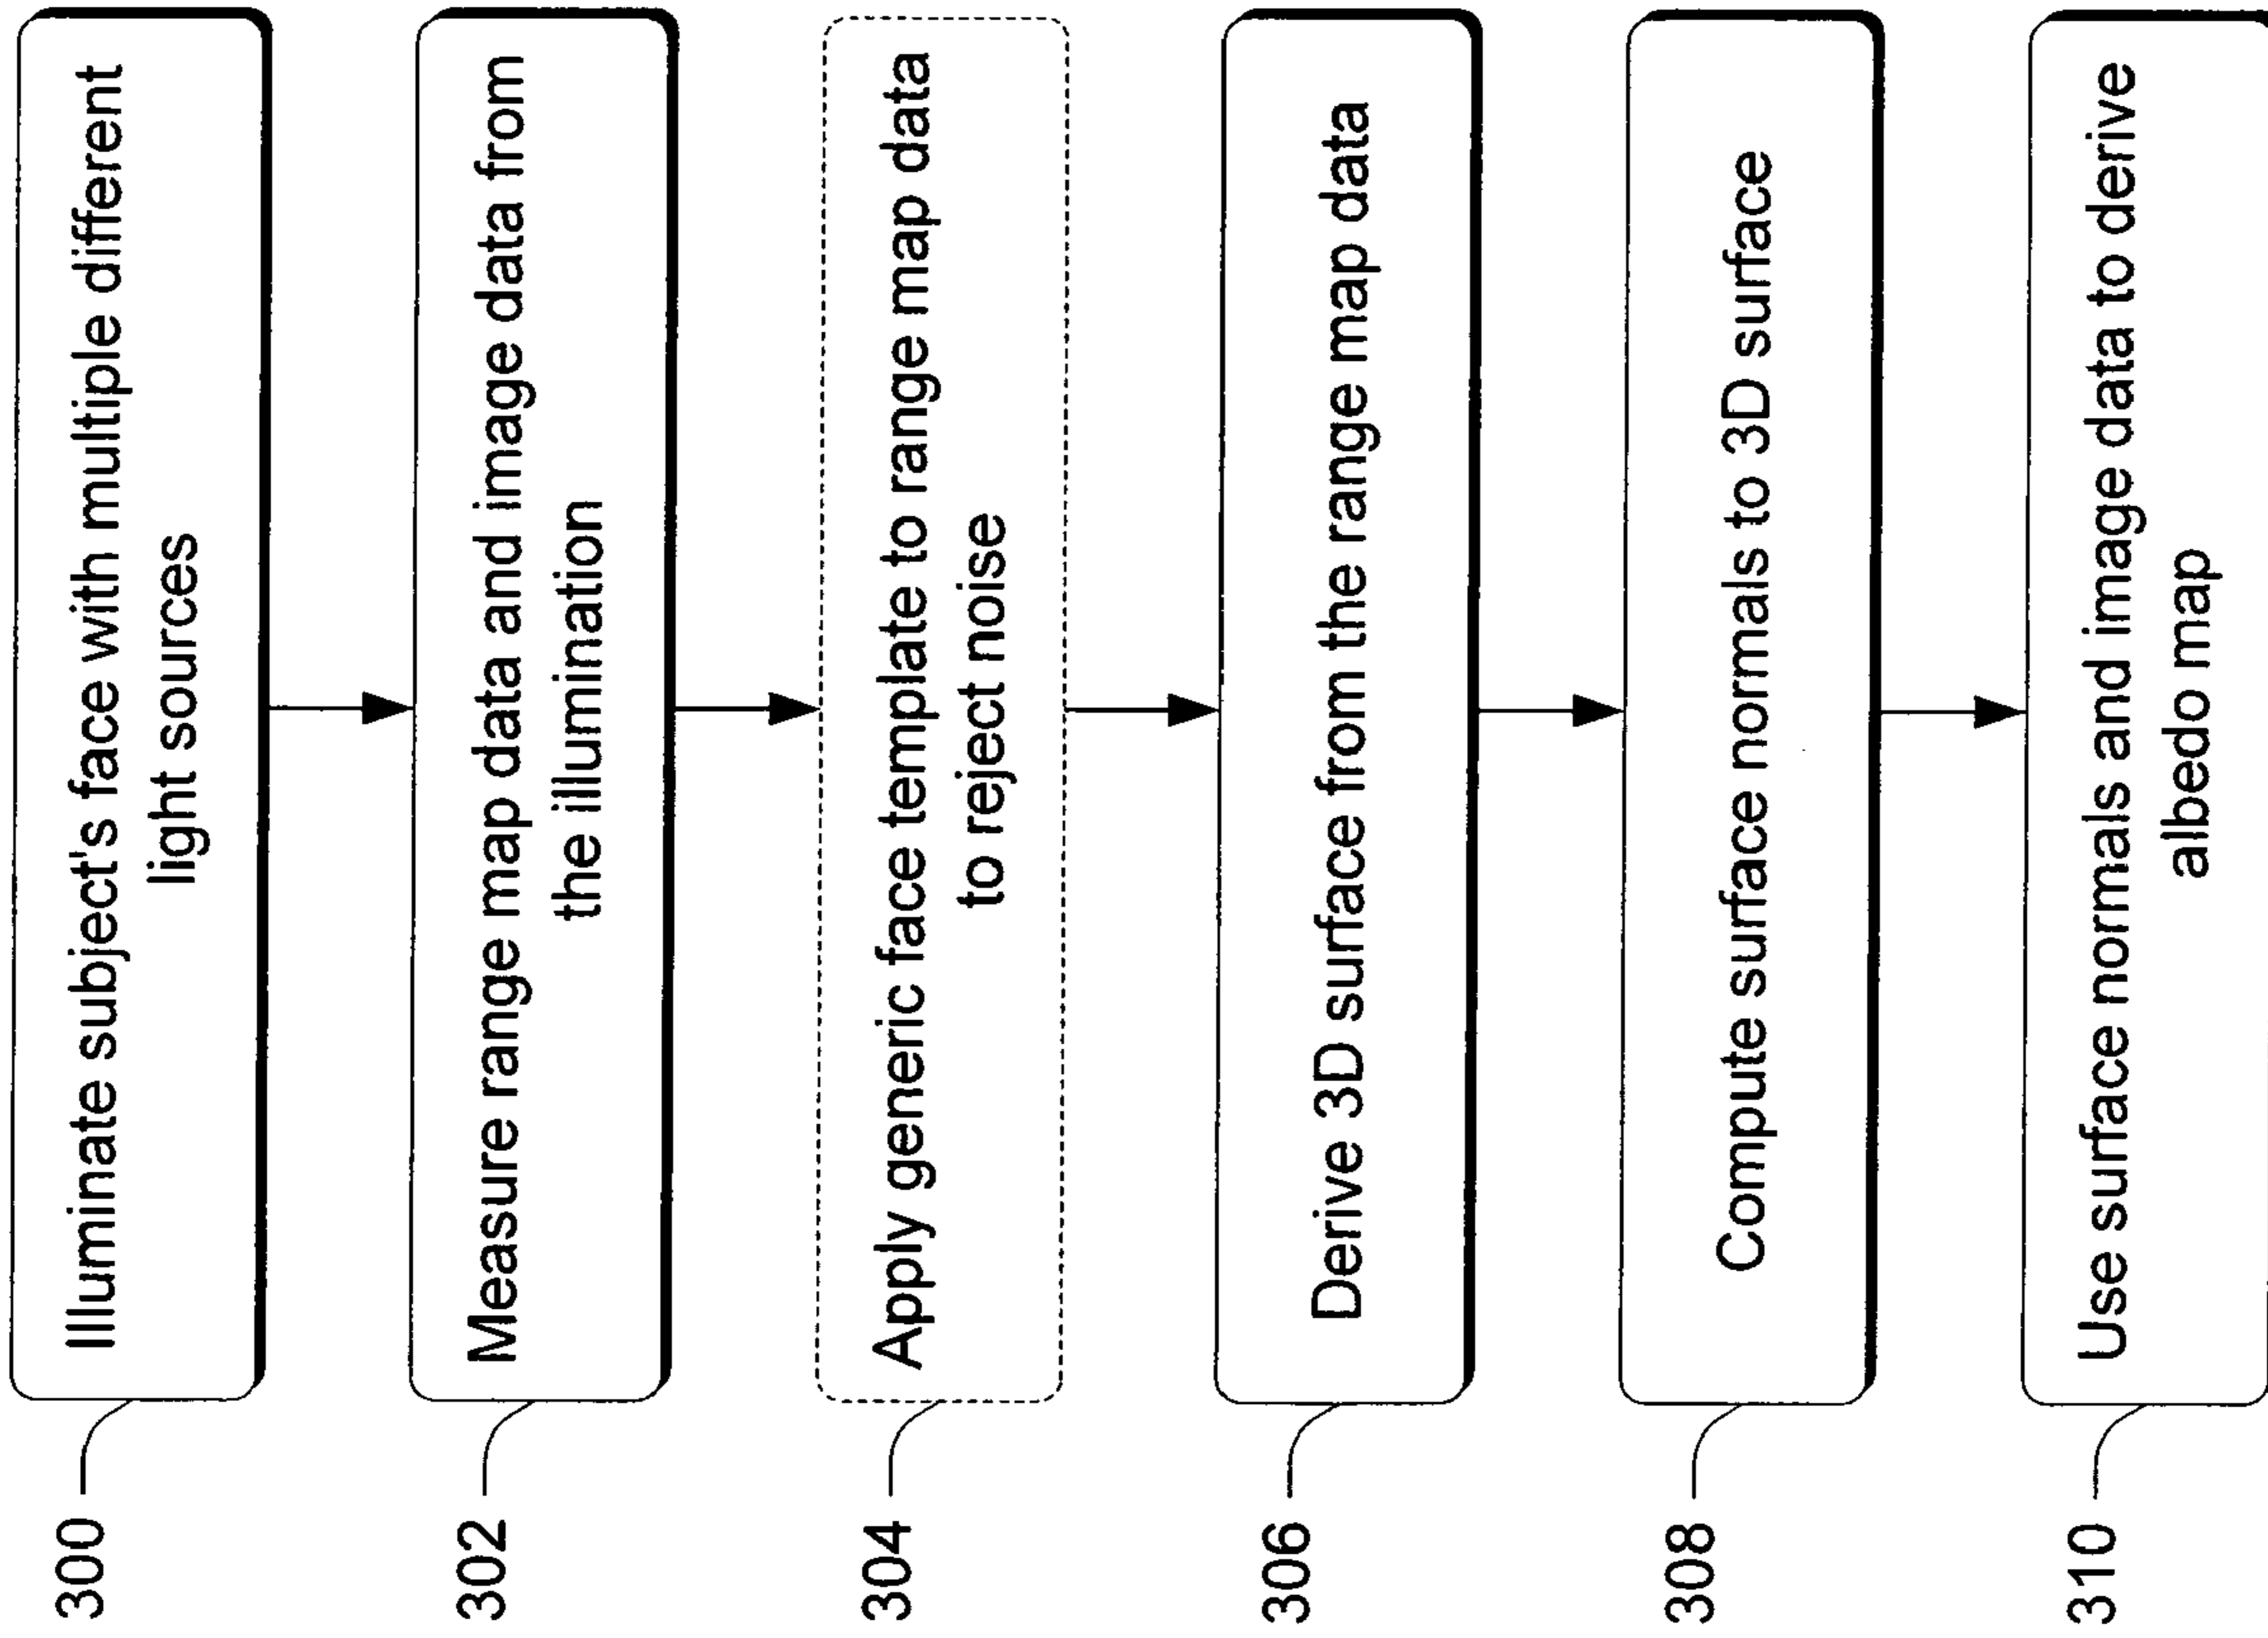 300
Illuminate subject's face with multiple different
light sources
302
Measure range map data and image data from
the illumination
304
Apply generic face template to range map data
to reject noise
306
Derive 3D surface from the range map data
308
Compute surface normals to 3D surface
310
Use surface normals and image data to derive
albedo map